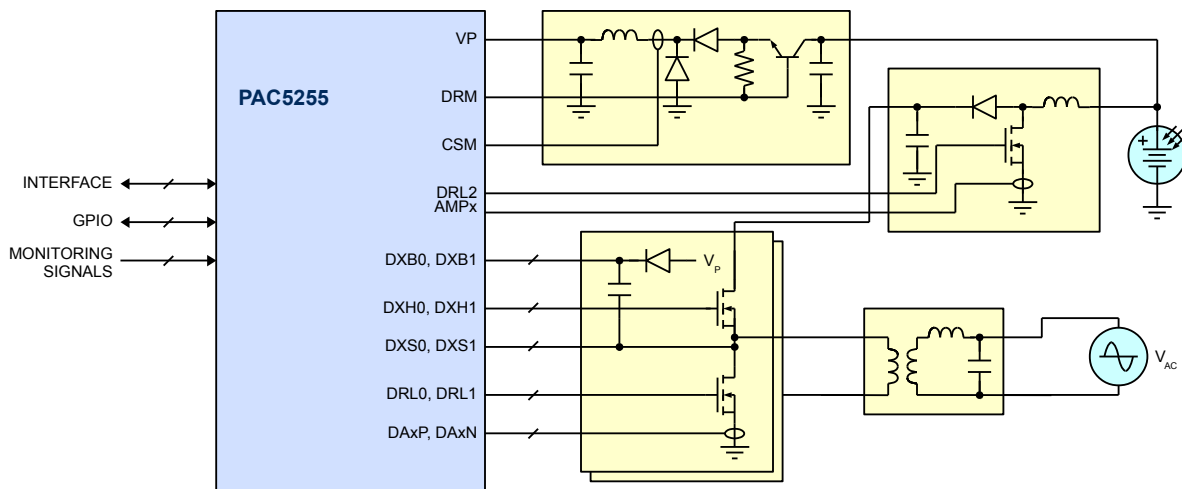 PAC5255
VP
DRM
CSM
DRL2
AMPx
INTERFACE
GPIO
MONITORING
SIGNALS
DXB0, DXB1
DXH0, DXH1
DXS0, DXS1
DRL0, DRL1
DAxP, DAxN
VP
+
VAC